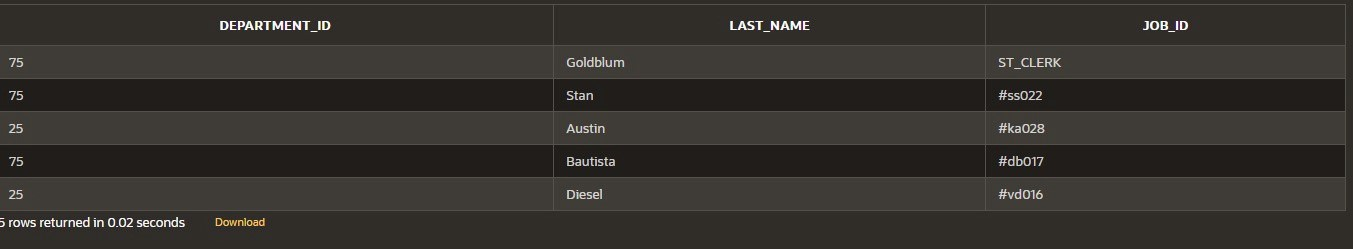 DEPARTMENT_ID LAST_NAME JOB_ID
75 Goldblum ST_CLERK
75 Stan #ss022
25 Austin #ka028
75 Bautista #db017
25 Diesel #vd016
5 rows returned in 0.02 seconds Download